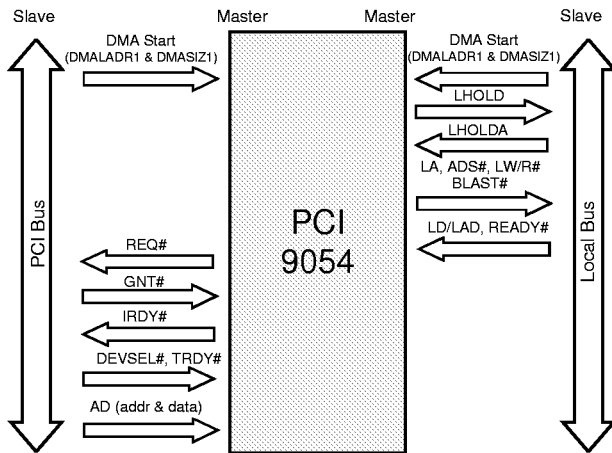 Slave
Master
Master
Slave
DMA Start
(DMALADR1 & DMASIZ1)
DMA Start
(DMALADR1 & DMASIZ1)
LHOLD
LHOLDA
LA, ADS#, LW/R#
BLAST#
LD/LAD, READY#
PCI Bus
PCI
9054
Local Bus
REQ#
GNT#
IRDY#
DEVSEL#, TRDY#
AD (addr & data)